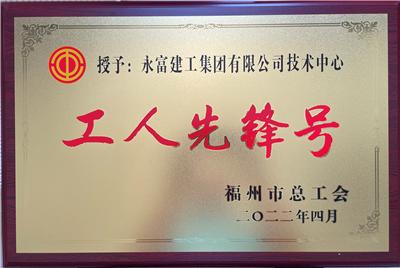 授予：永富建工集团有限公司技术中心
工人先锋号
福州市总工会
二〇二二年四月